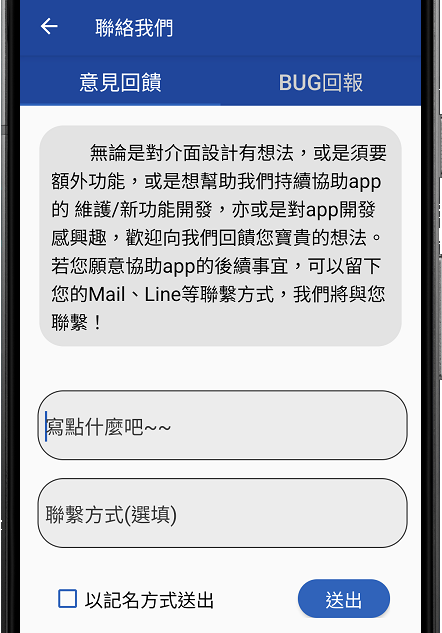 聯絡我們
意見回饋 BUG回報
無論是對介面設計有想法，或是須要
額外功能，或是想幫助我們持續協助app
的 維護/新功能開發，亦或是對app開發
感興趣，歡迎向我們回饋您寶貴的想法。
若您願意協助app的後續事宜，可以留下
您的Mail、Line等聯繫方式，我們將與您
聯繫！
寫點什麼吧~~
聯繫方式(選填)
以記名方式送出 送出